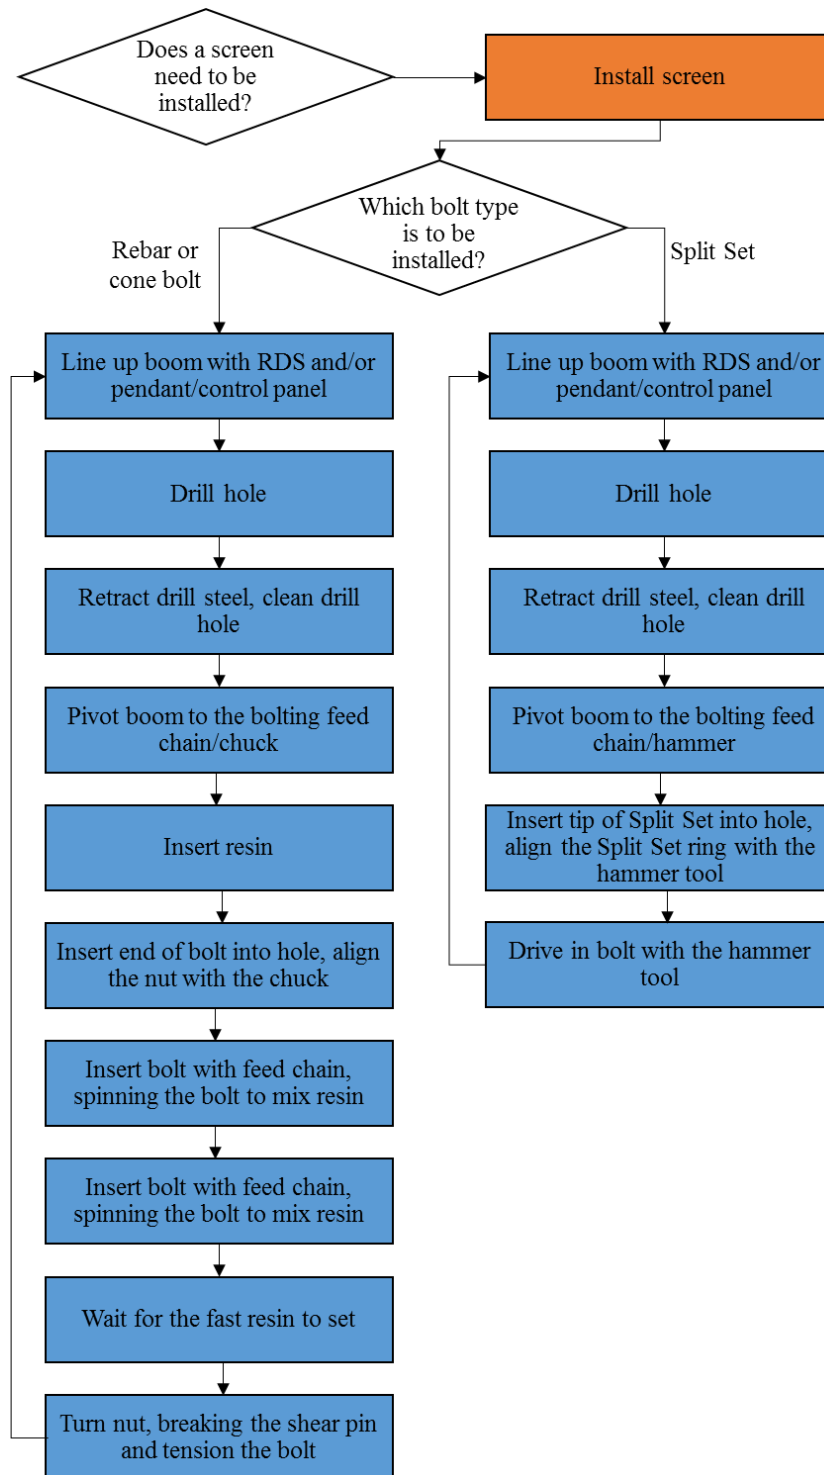 Does a screen
need to be
installed?
Install screen
Which bolt type
is to be
installed?
Rebar or
cone bolt
Split Set
Line up boom with RDS and/or
pendant/control panel
Drill hole
Retract drill steel, clean drill
hole
Pivot boom to the bolting feed
chain/chuck
Insert resin
Insert end of bolt into hole, align
the nut with the chuck
Insert bolt with feed chain,
spinning the bolt to mix resin
Insert bolt with feed chain,
spinning the bolt to mix resin
Wait for the fast resin to set
Turn nut, breaking the shear pin
and tension the bolt
Line up boom with RDS and/or
pendant/control panel
Drill hole
Retract drill steel, clean drill
hole
Pivot boom to the bolting feed
chain/hammer
Insert tip of Split Set into hole,
align the Split Set ring with the
hammer tool
Drive in bolt with the hammer
tool